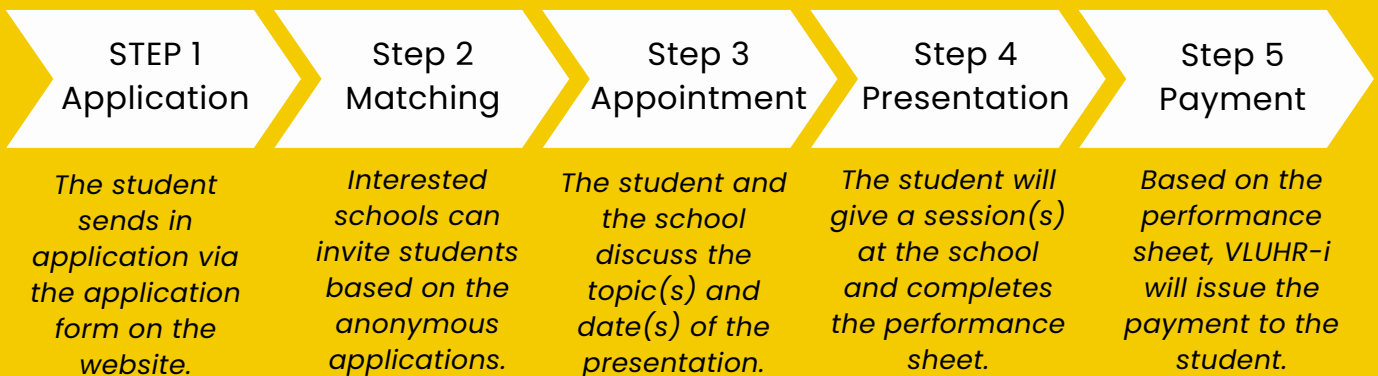 STEP 1
Application
Step 2
Matching
Step 3
Appointment
Step 4
Presentation
Step 5
Payment
The student
sends in
application via
the application
form on the
website.
Interested
schools can
invite students
based on the
anonymous
applications.
The student and
the school
discuss the
topic(s) and
date(s) of the
presentation.
The student will
give a session(s)
at the school
and completes
the performance
sheet.
Based on the
performance
sheet, VLUHR-i
will issue the
payment to the
student.